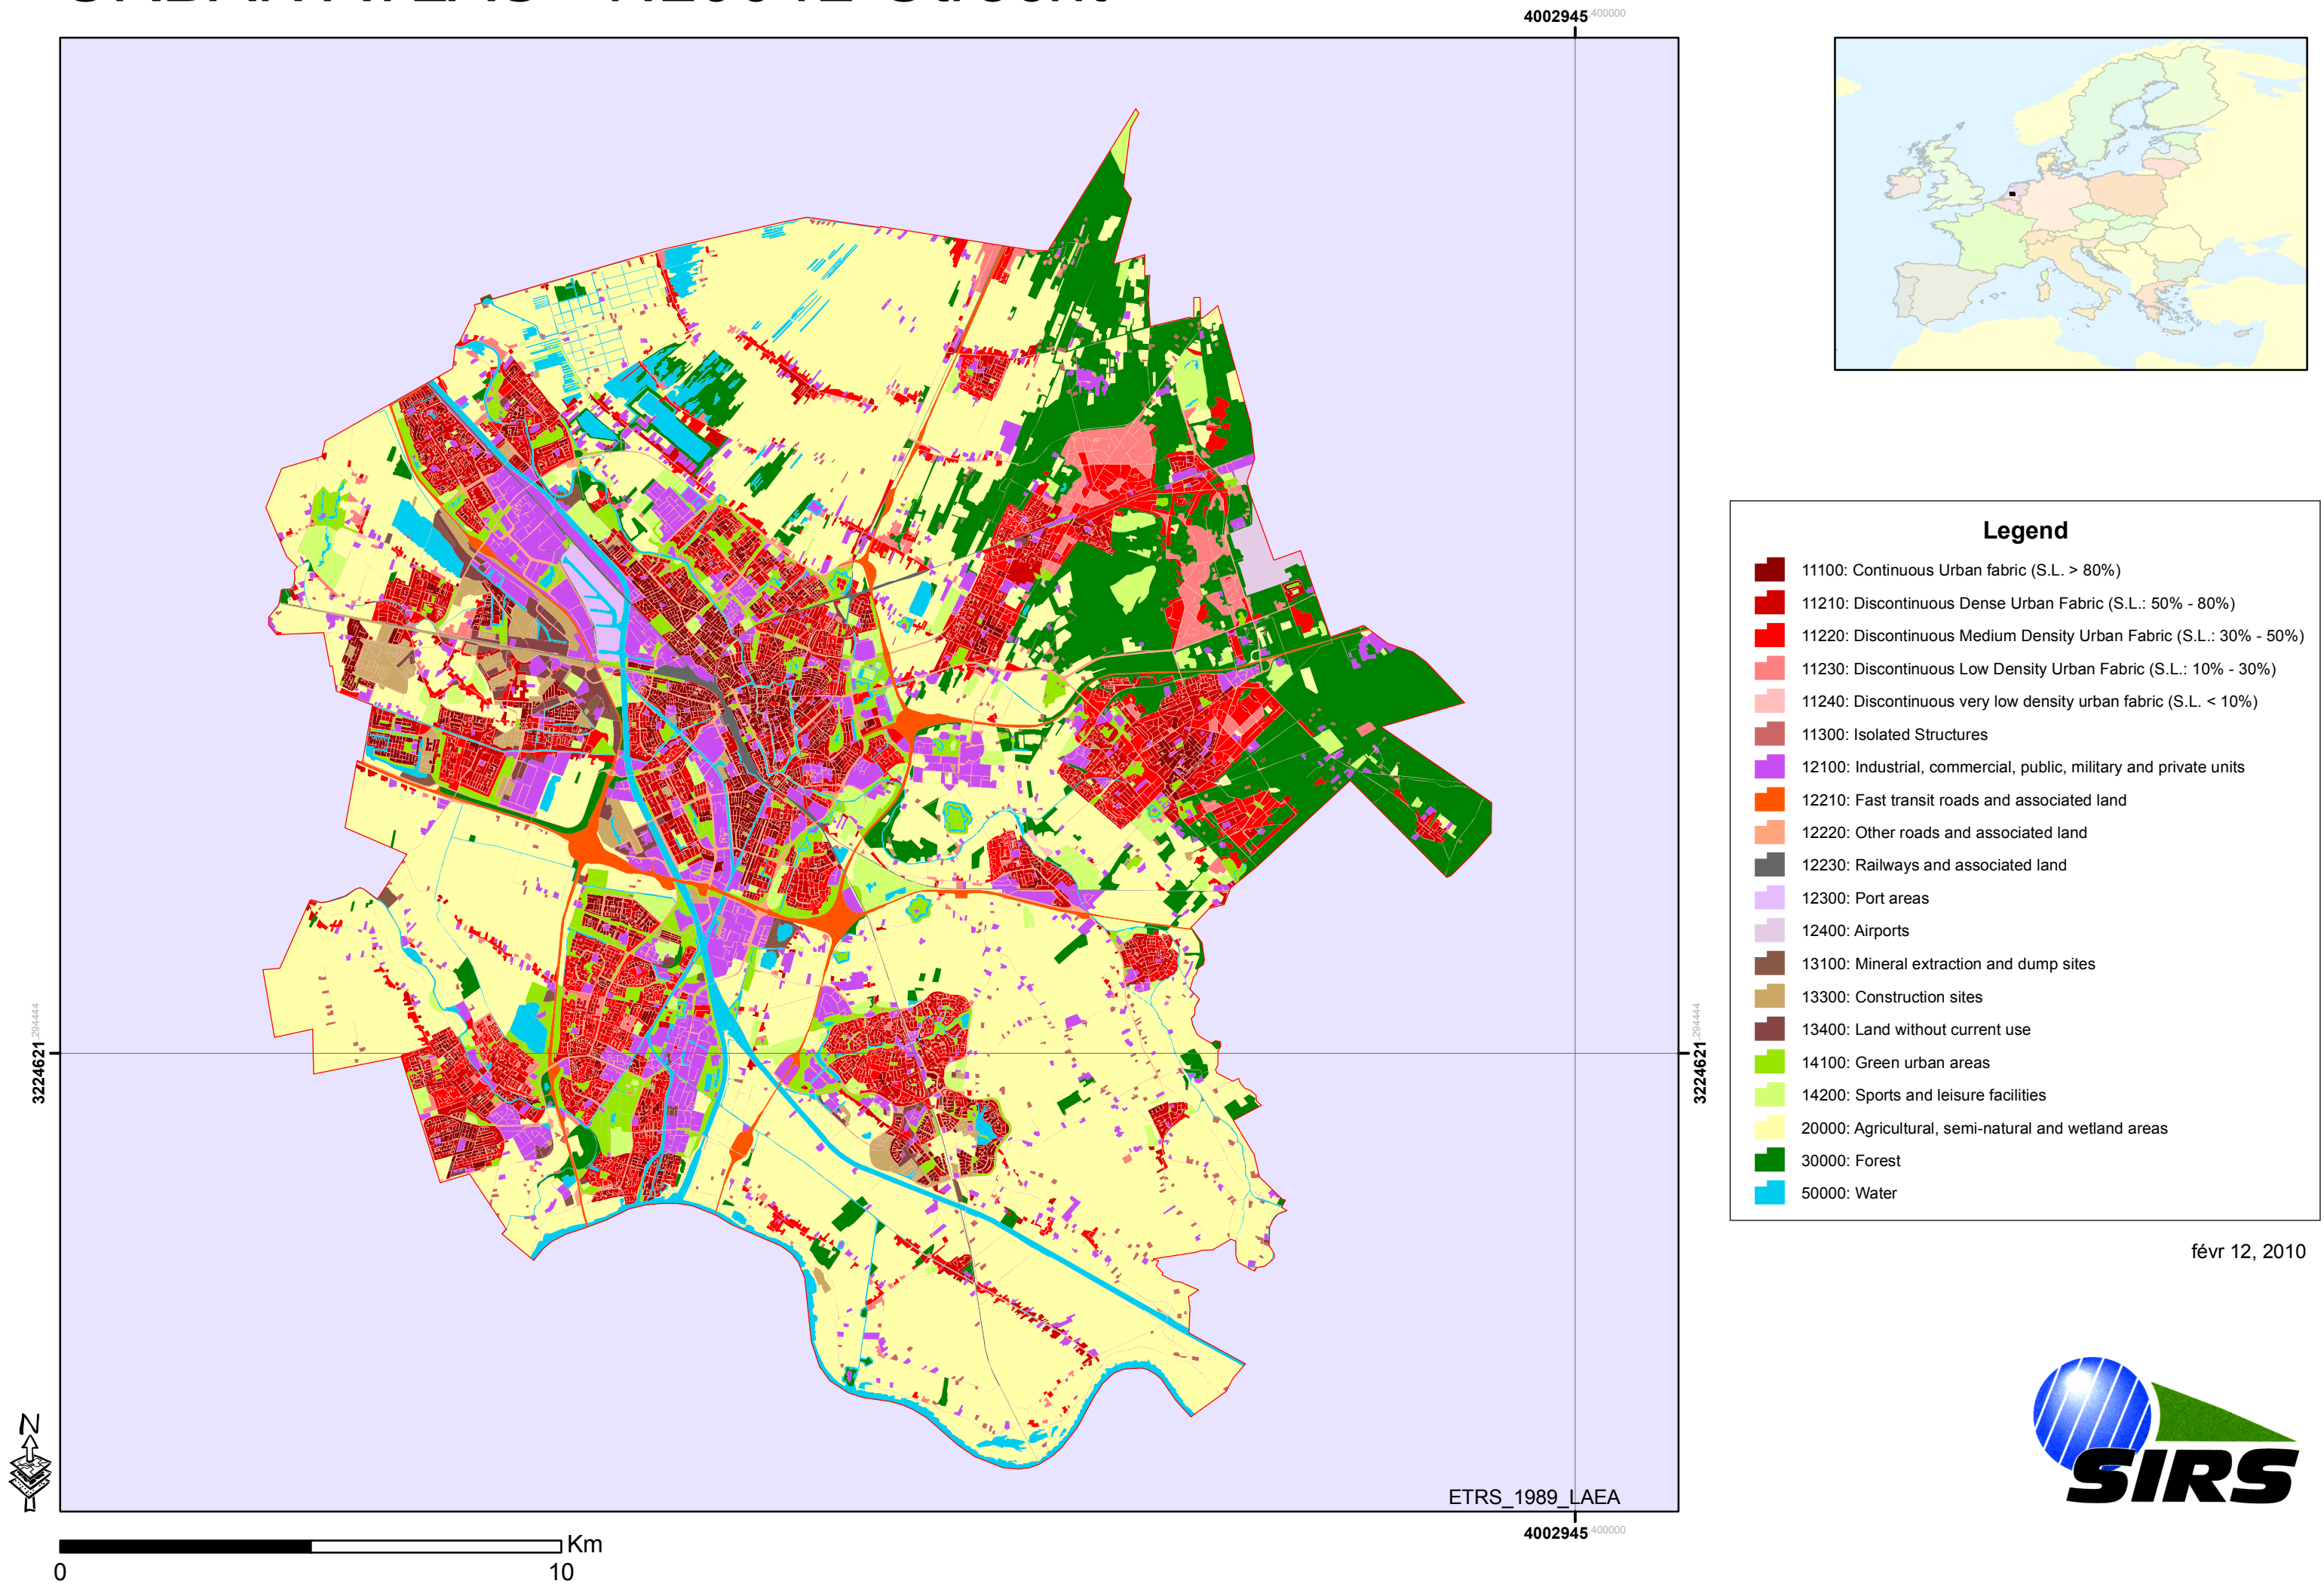 4002945 .400000
Legend
11100: Continuous Urban fabric (S.L. > 80%)
11210: Discontinuous Dense Urban Fabric (S.L.: 50% - 80%)
11220: Discontinuous Medium Density Urban Fabric (S.L.: 30% - 50%)
11230: Discontinuous Low Density Urban Fabric (S.L.: 10% - 30%)
11240: Discontinuous very low density urban fabric (S.L. < 10%)
11300: Isolated Structures
12100: Industrial, commercial, public, military and private units
12210: Fast transit roads and associated land
12220: Other roads and associated land
12230: Railways and associated land
12300: Port areas
12400: Airports
13100: Mineral extraction and dump sites
13300: Construction sites
13400: Land without current use
14100: Green urban areas
14200: Sports and leisure facilities
20000: Agricultural, semi-natural and wetland areas
30000: Forest
50000: Water
3224621 .294444
3224621 .294444
févr 12, 2010
N
SIRS
ETRS_1989_LAEA
4002945 .400000
Km
0 10